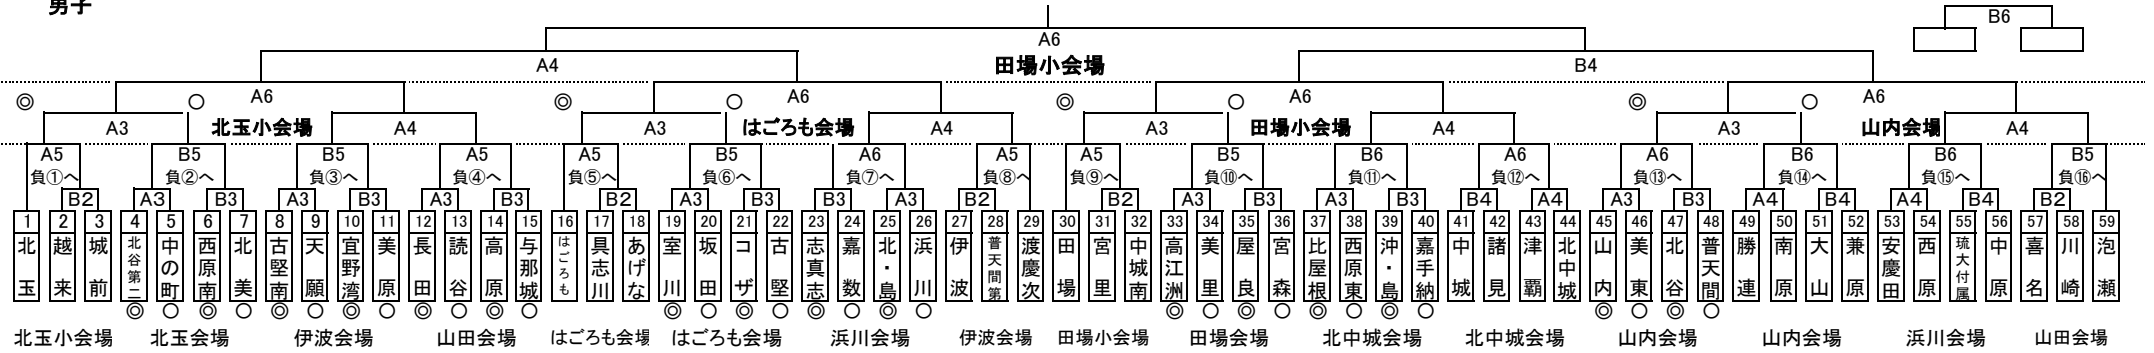 男子
B6
A6
A4 田場小会場 B4
◎ ○ A6 ◎ ○ A6 ◎ ○ A6 ◎ ○ A6
A3 北玉小会場 A4 A3 はごろも会場 A4 A3 田場小会場 A4 A3 山内会場 A4
A5 B5 B5 A5 A5 B5 A6 A5 A5 B5 B6 A6 A6 B6 B6 B5
負①へ 負②へ 負③へ 負④へ 負⑤へ 負⑥へ 負⑦へ 負⑧へ 負⑨へ 負⑩へ 負⑪へ 負⑫へ 負⑬へ 負⑭へ 負⑮へ 負⑯へ
B2 A3 B3 A3 B3 A3 B3 B2 A3 B3 B3 A3 B2 B2 A3 B3 A3 B3 B4 A4 A3 B3 A4 B4 A4 B4 B2
1 2 3 4 5 6 7 8 9 10 11 12 13 14 15 16 17 18 19 20 21 22 23 24 25 26 27 28 29 30 31 32 33 34 35 36 37 38 39 40 41 42 43 44 45 46 47 48 49 50 51 52 53 54 55 56 57 58 59
北玉 越来 城前 北谷第二 中の町 西原南 北美 古堅南 天願 宜野湾 美原 長田 読谷 高原 与那城 はごろも 具志川 あげな 室川 坂田 コザ 古堅 志真志 嘉数 北・島 浜川 伊波 普天間第 渡慶次 田場 宮里 中城南 高江洲 美里 屋良 宮森 比屋根 西原東 沖・島 嘉手納 中城 諸見 津覇 北中城 山内 美東 北谷 普天間 勝連 南原 大山 兼原 安慶田 西原 琉大付属 中原 喜名 川崎 泡瀬
◎ ○ ◎ ○ ◎ ○ ◎ ○ ◎ ○ ◎ ○ ◎ ○ ◎ ○ ◎ ○ ◎ ○ ◎ ○ ◎ ○ ◎ ○ ◎ ○ ◎ ○ ◎ ○
北玉小会場 北玉会場 伊波会場 山田会場 はごろも会場 はごろも会場 浜川会場 伊波会場 田場小会場 田場会場 北中城会場 北中城会場 山内会場 山内会場 浜川会場 山田会場